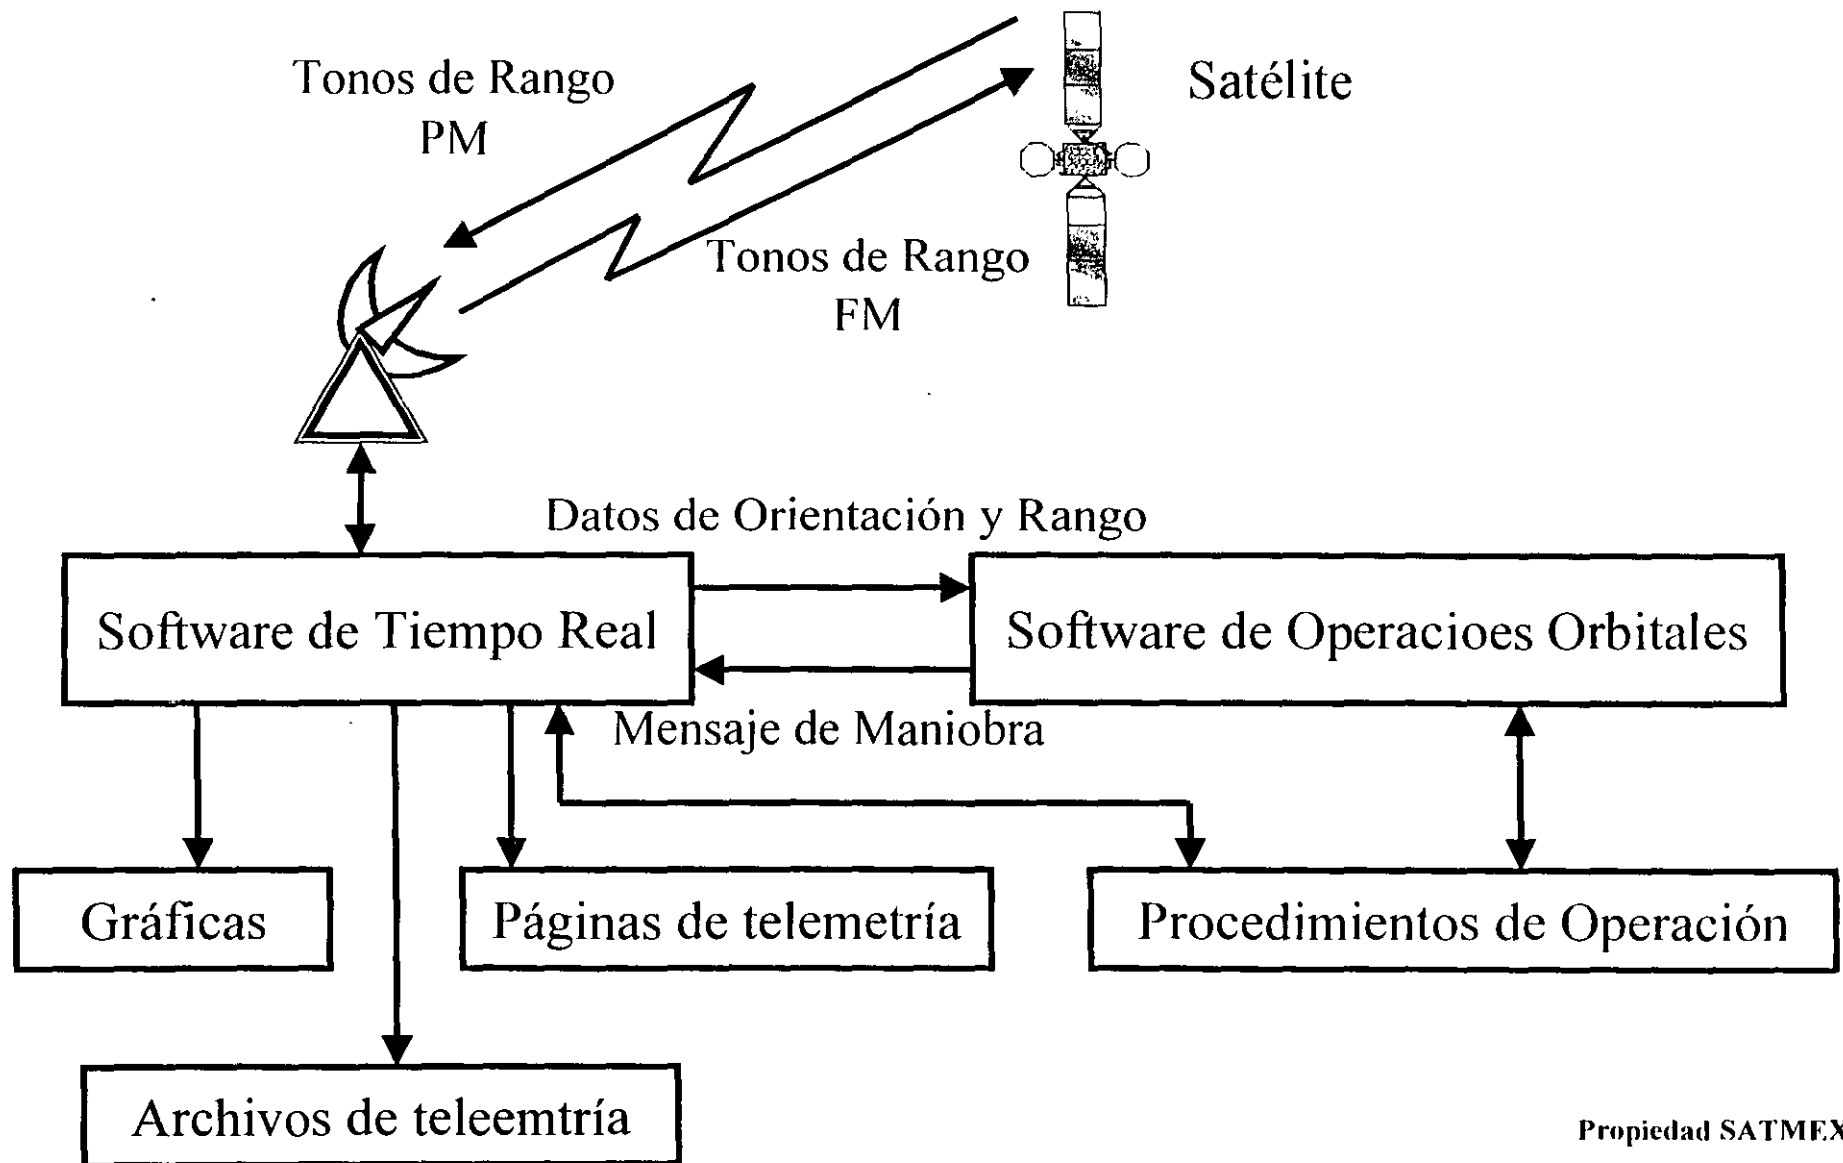 Tonos de Rango
PM
Satélite
Tonos de Rango
FM
Datos de Orientación y Rango
Software de Tiempo Real
Software de Operacioes Orbitales
Mensaje de Maniobra
Gráficas
Páginas de telemetría
Procedimientos de Operación
Archivos de teleemtría
Propiedad SATMEX